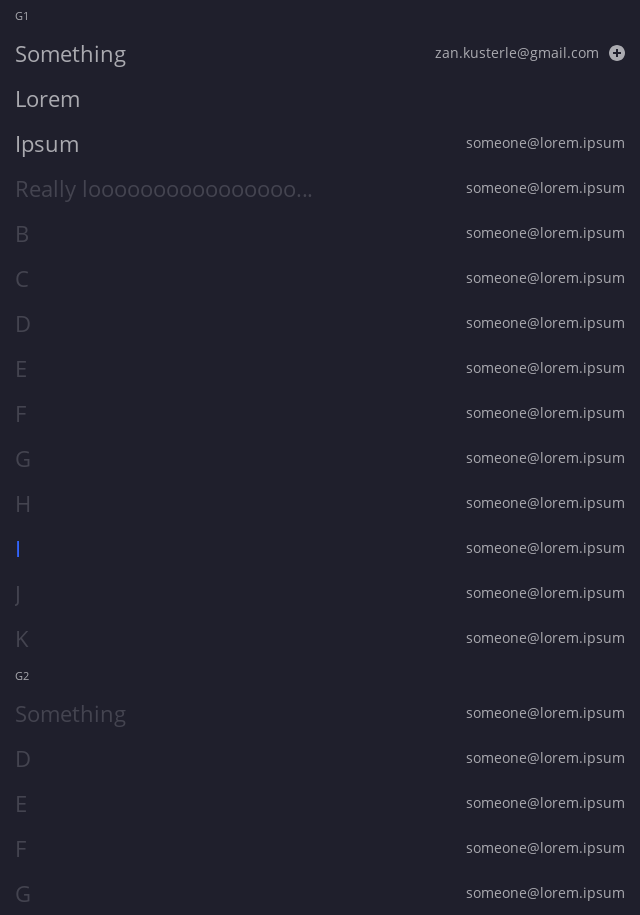 G1
Something zan.kusterle@gmail.com
Lorem
Ipsum someone@lorem.ipsum
Really looooooooooooooooo... someone@lorem.ipsum
B someone@lorem.ipsum
C someone@lorem.ipsum
D someone@lorem.ipsum
E someone@lorem.ipsum
F someone@lorem.ipsum
G someone@lorem.ipsum
H someone@lorem.ipsum
I someone@lorem.ipsum
J someone@lorem.ipsum
K someone@lorem.ipsum
G2
Something someone@lorem.ipsum
D someone@lorem.ipsum
E someone@lorem.ipsum
F someone@lorem.ipsum
G someone@lorem.ipsum